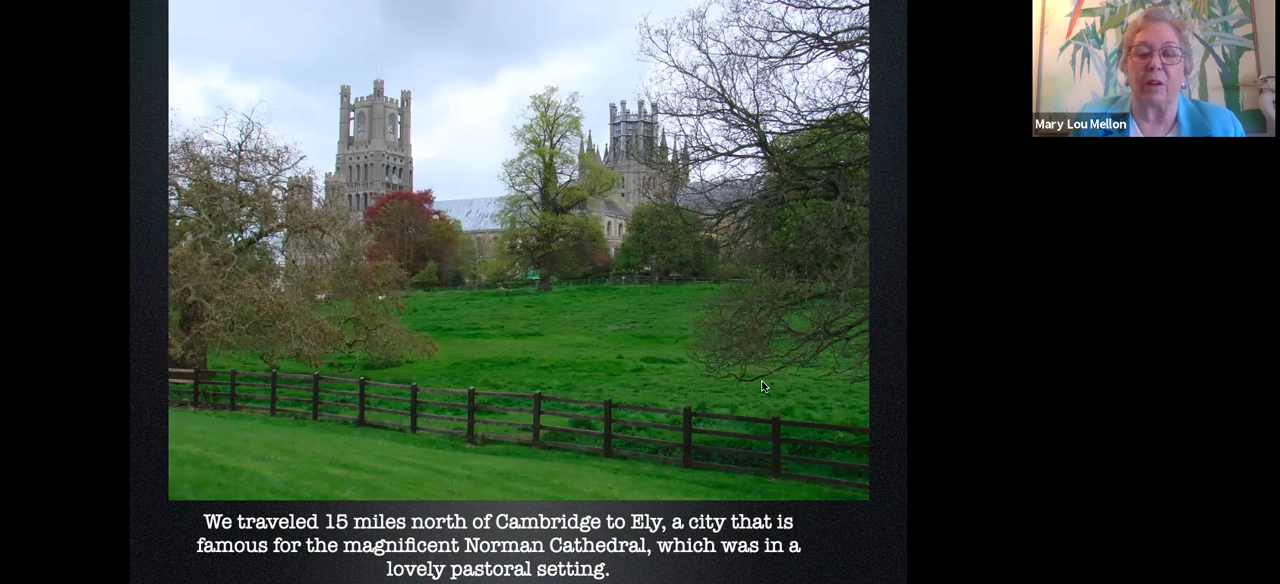 Mary Lou Mellon
We traveled 15 miles north of Cambridge to Ely, a city that is
famous for the magnificent Norman Cathedral, which was in a
lovely pastoral setting.